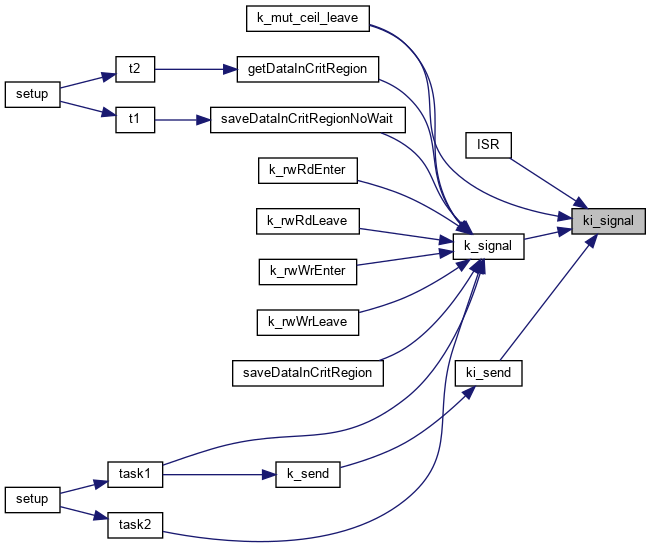 k_mut_ceil_leave
t2
getDataInCritRegion
setup
t1
saveDataInCritRegionNoWait
ISR
k_rwRdEnter
k_rwRdLeave
ki_signal
k_signal
k_rwWrEnter
k_rwWrLeave
saveDataInCritRegion
ki_send
task1
k_send
setup
task2